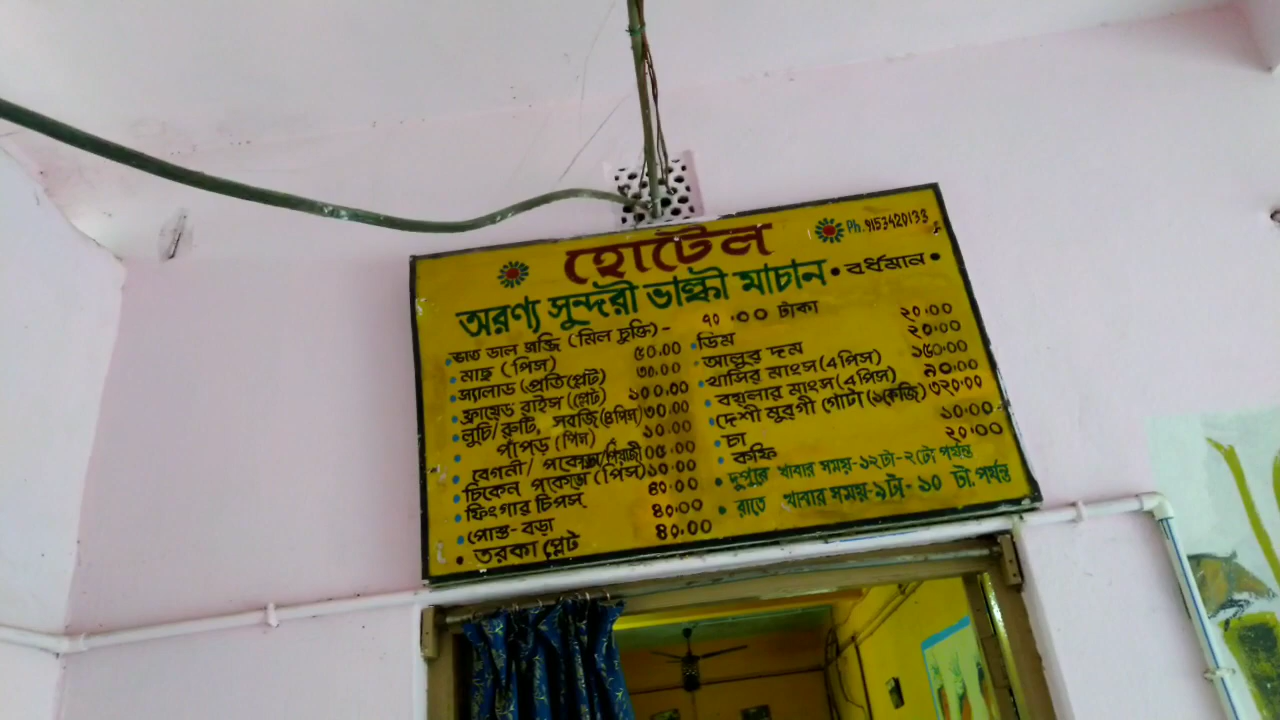 হোটেল Ph.9153420133
অরণ্য সুন্দরী ভাল্কী মাচান • বর্ধমান •
• ভাত ডাল সব্জি (মিল চুক্তি)- ৭০.০০ টাকা
• মাছ (পিস) ৫০.০০
• স্যালাড (প্রতিপ্লেট) ৩০.০০
• ফ্রায়েড রাইস (প্লেট) ১০০.০০
• লুচি/রুটি, সবজি(৪পিস) ৩০.০০
• পাঁপড় (পিস) ১০.০০
• বেগনী/পকোড়া/পিঁয়াজী ০৫.০০
• চিকেন পকোড়া (পিস) ১০.০০
• ফিংগার চিপস ৪০.০০
• পোস্ত-বড়া ৪০.০০
• তরকা প্লেট ৪০.০০
• ডিম ২০.০০
• আলুর দম ২০.০০
• খাসির মাংস(4পিস) ১৫০.০০
• বয়লার মাংস(4পিস) ৯০.০০
• দেশী মুরগী গোটা (১কেজি) ৩২০.০০
• চা ১০.০০
• কফি ২০.০০
• দুপুরে খাবার সময়-১২টা-২টো পর্যন্ত
• রাতে খাবার সময়-৯টা-১০ টা. পর্যন্ত